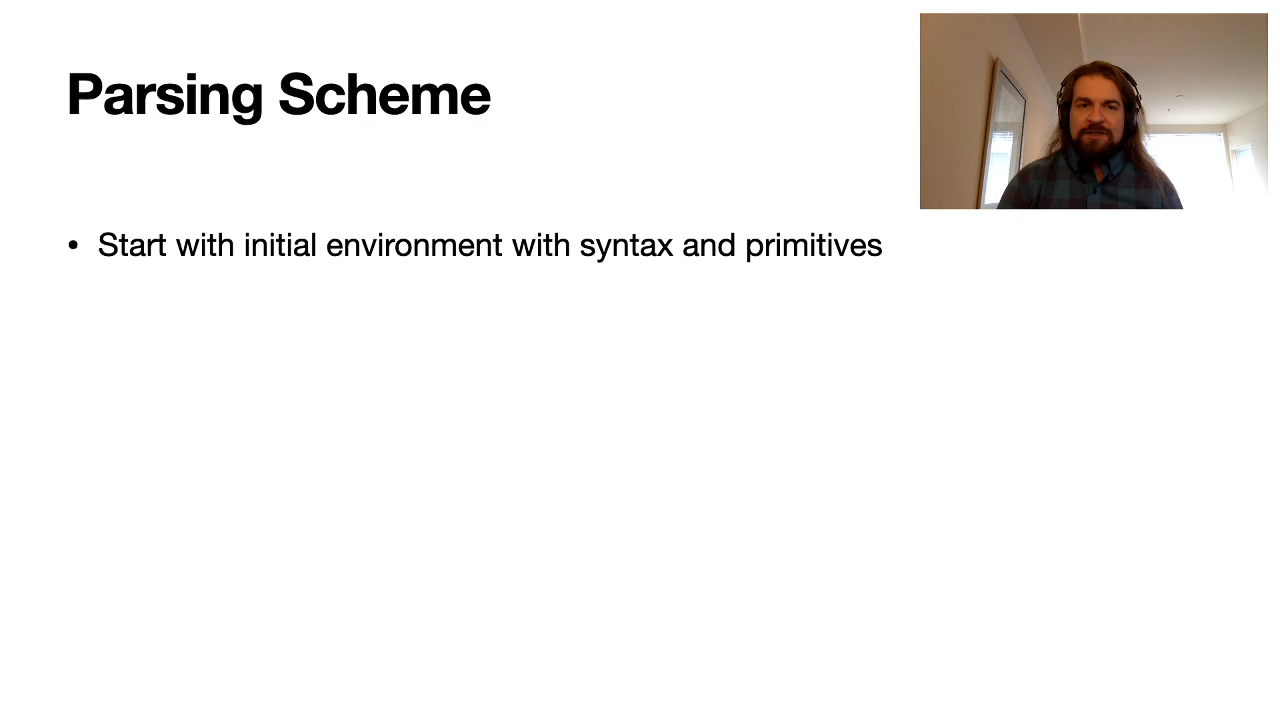 Parsing Scheme
• Start with initial environment with syntax and primitives